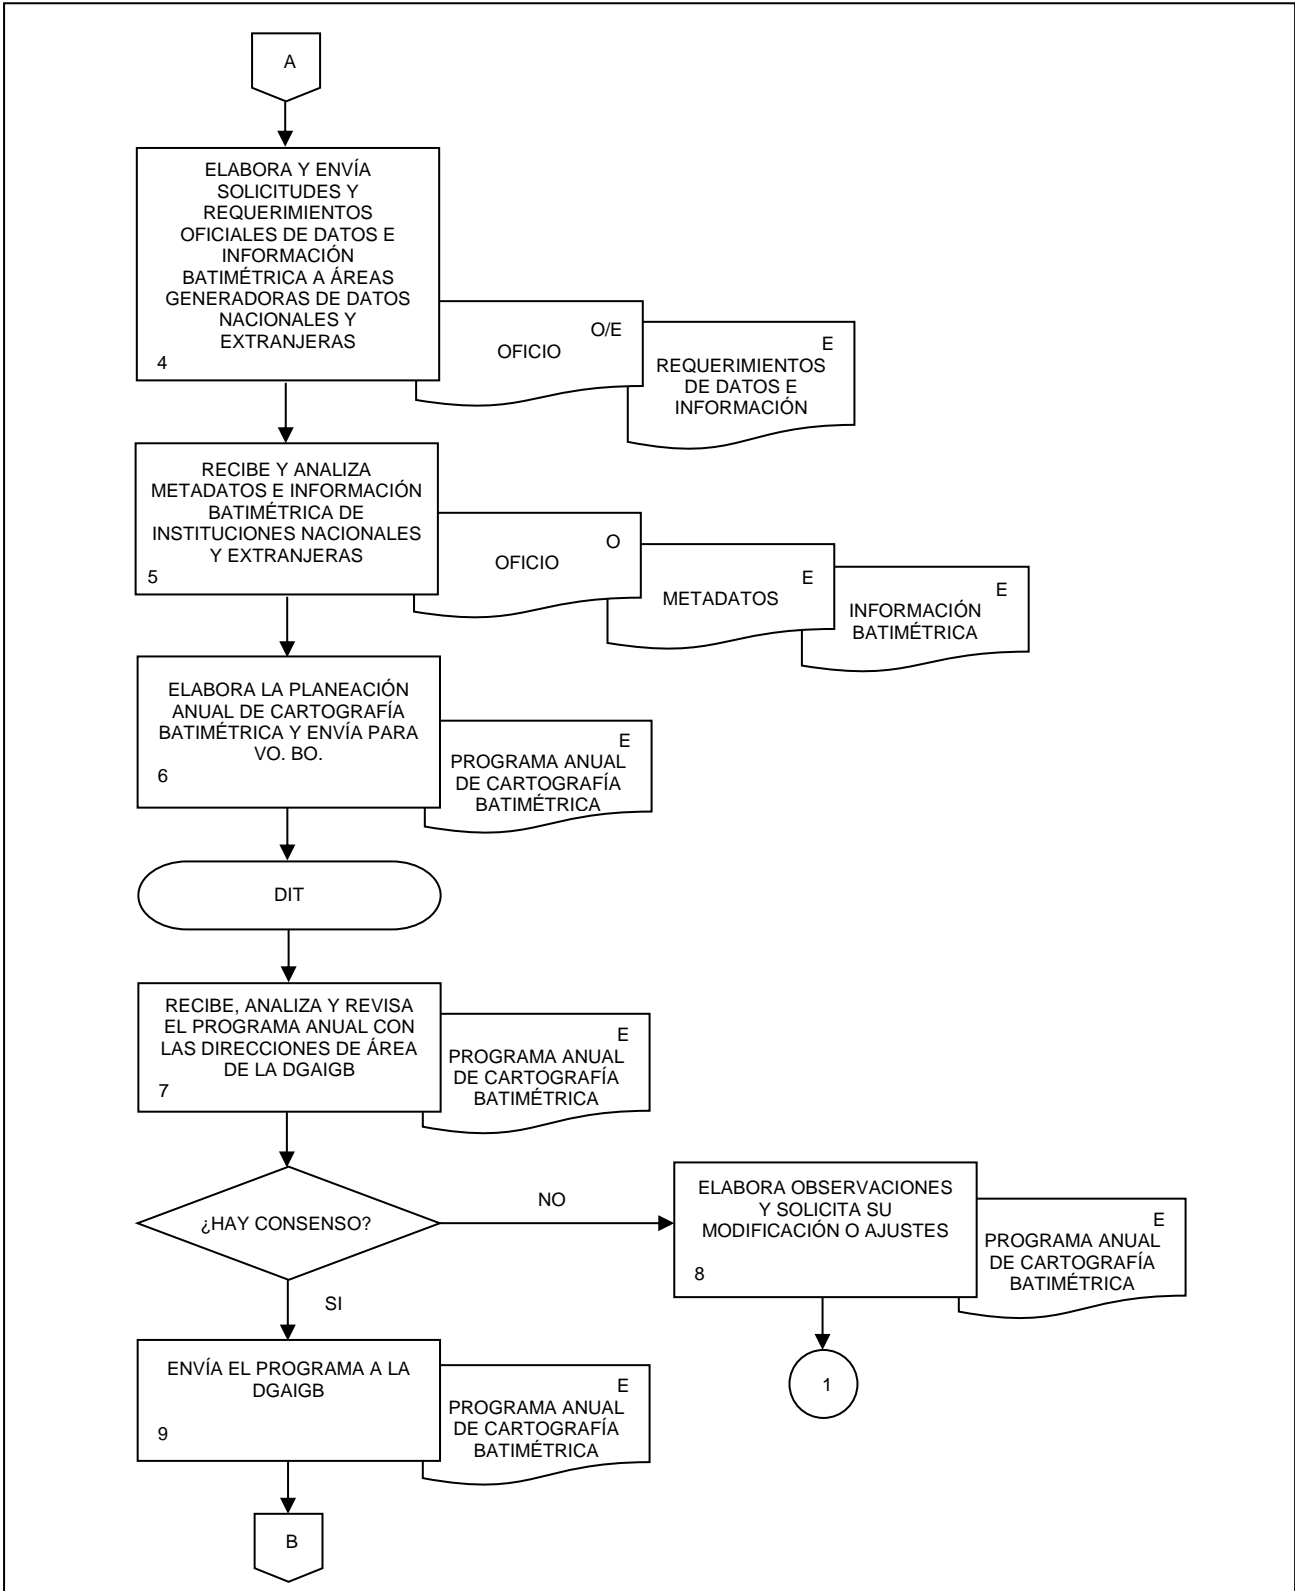 A
ELABORA Y ENVÍA
SOLICITUDES Y
REQUERIMIENTOS
OFICIALES DE DATOS E
INFORMACIÓN
BATIMÉTRICA A ÁREAS
GENERADORAS DE DATOS
NACIONALES Y
EXTRANJERAS
4
O/E
OFICIO
E
REQUERIMIENTOS
DE DATOS E
INFORMACIÓN
RECIBE Y ANALIZA
METADATOS E INFORMACIÓN
BATIMÉTRICA DE
INSTITUCIONES NACIONALES
Y EXTRANJERAS
5
O
OFICIO
E
METADATOS
E
INFORMACIÓN
BATIMÉTRICA
ELABORA LA PLANEACIÓN
ANUAL DE CARTOGRAFÍA
BATIMÉTRICA Y ENVÍA PARA
VO. BO.
6
E
PROGRAMA ANUAL
DE CARTOGRAFÍA
BATIMÉTRICA
DIT
RECIBE, ANALIZA Y REVISA
EL PROGRAMA ANUAL CON
LAS DIRECCIONES DE ÁREA
DE LA DGAIGB
7
E
PROGRAMA ANUAL
DE CARTOGRAFÍA
BATIMÉTRICA
¿HAY CONSENSO?
NO
ELABORA OBSERVACIONES
Y SOLICITA SU
MODIFICACIÓN O AJUSTES
8
E
PROGRAMA ANUAL
DE CARTOGRAFÍA
BATIMÉTRICA
1
SI
ENVÍA EL PROGRAMA A LA
DGAIGB
9
E
PROGRAMA ANUAL
DE CARTOGRAFÍA
BATIMÉTRICA
B